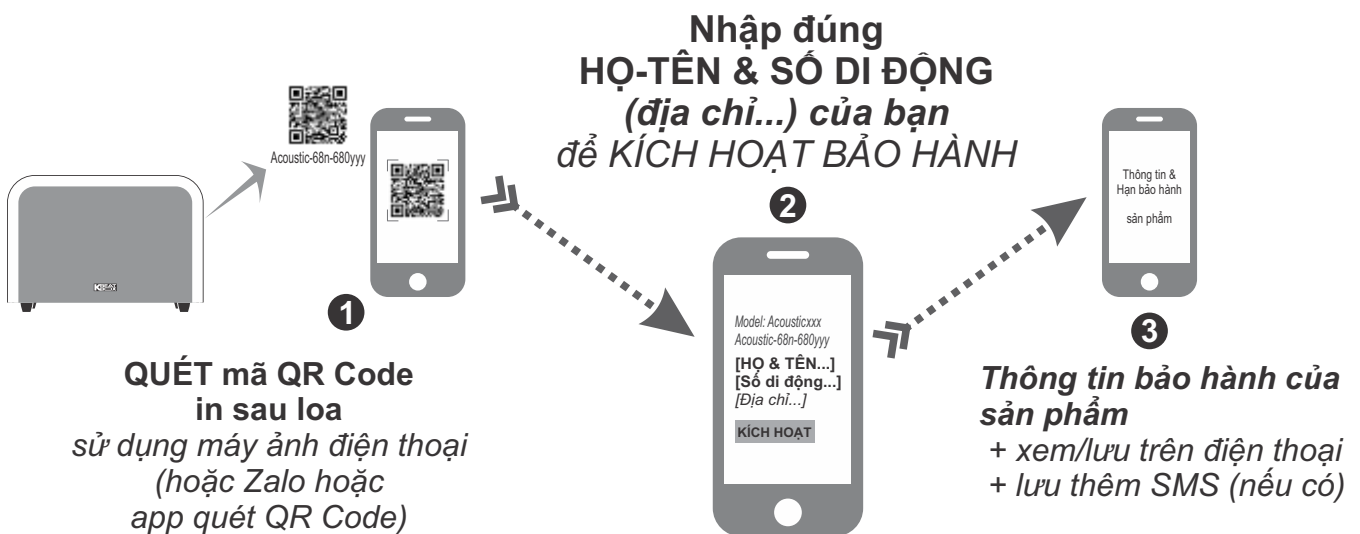 Nhập đúng
HỌ-TÊN & SỐ DI ĐỘNG
(địa chỉ...) của bạn
để KÍCH HOẠT BẢO HÀNH
Acoustic-68n-680yyy
1
QUÉT mã QR Code
in sau loa
sử dụng máy ảnh điện thoại
(hoặc Zalo hoặc
app quét QR Code)
2
Model: Acousticxxx
Acoustic-68n-680yyy
[HỌ & TÊN...]
[Số di động...]
[Địa chỉ...]
KÍCH HOẠT
Thông tin &
Hạn bảo hành
sản phẩm
3
Thông tin bảo hành của
sản phẩm
+ xem/lưu trên điện thoại
+ lưu thêm SMS (nếu có)